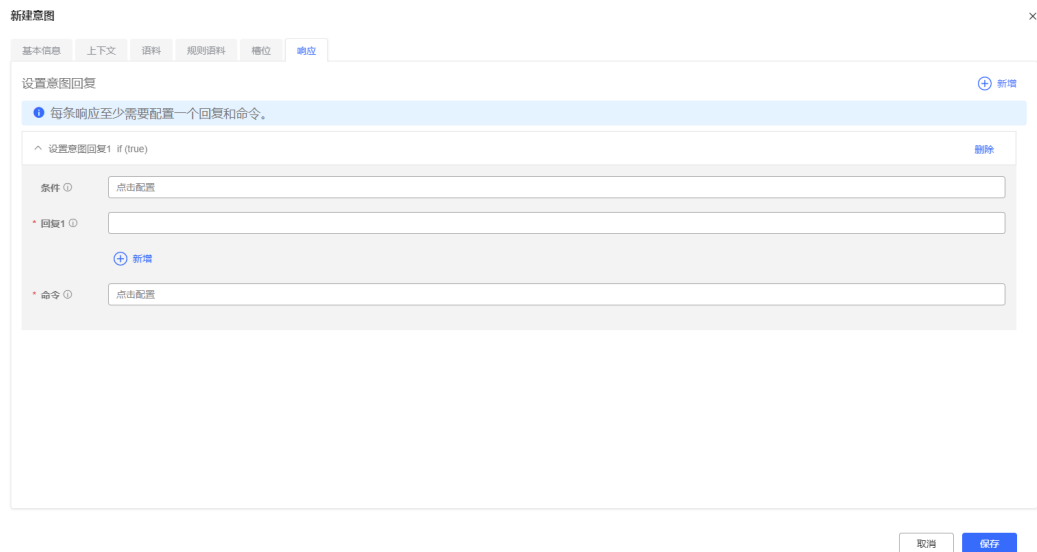 新建意图
基本信息 上下文 语料 规则语料 槽位 响应
设置意图回复 新增
每条响应至少需要配置一个回复和命令。
设置意图回复1 if (true) 删除
条件 点击配置
* 回复1
新增
* 命令 点击配置
取消 保存